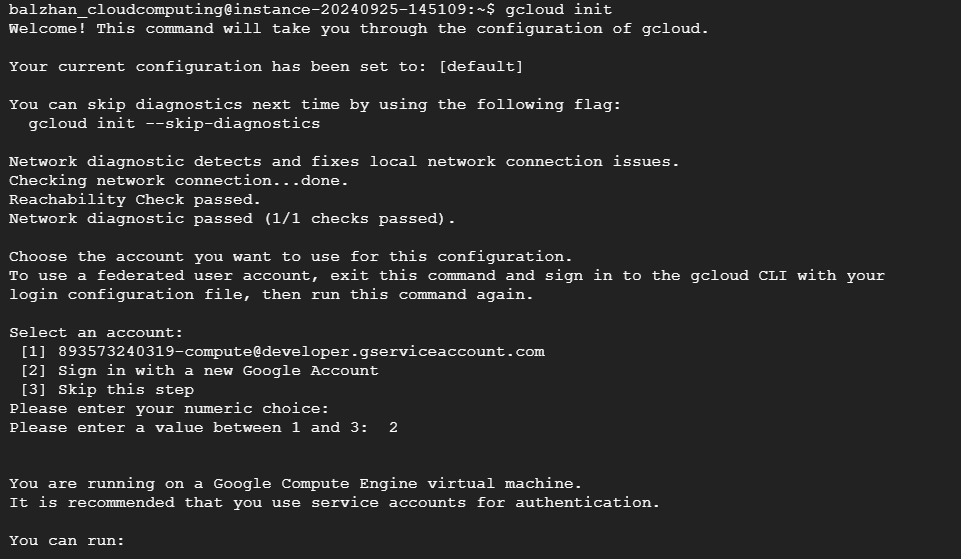 balzhan_cloudcomputing@instance-20240925-145109:~$ gcloud init
Welcome! This command will take you through the configuration of gcloud.
Your current configuration has been set to: [default]
You can skip diagnostics next time by using the following flag:
gcloud init --skip-diagnostics
Network diagnostic detects and fixes local network connection issues.
Checking network connection...done.
Reachability Check passed.
Network diagnostic passed (1/1 checks passed).
Choose the account you want to use for this configuration.
To use a federated user account, exit this command and sign in to the gcloud CLI with your
login configuration file, then run this command again.
Select an account:
[1] 893573240319-compute@developer.gserviceaccount.com
[2] Sign in with a new Google Account
[3] Skip this step
Please enter your numeric choice:
Please enter a value between 1 and 3:  2
You are running on a Google Compute Engine virtual machine.
It is recommended that you use service accounts for authentication.
You can run: